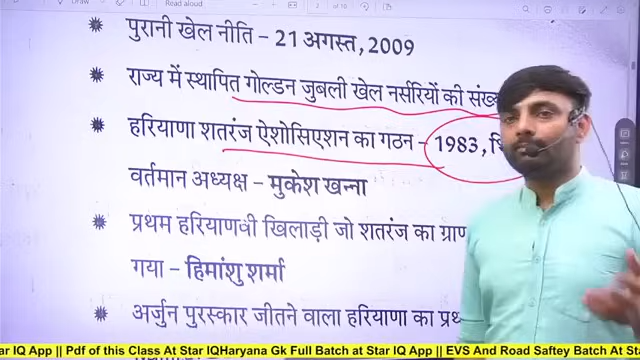 Draw
Read aloud
पुरानी खेल नीति – 21 अगस्त, 2009
राज्य में स्थापित गोल्डन जुबली खेल नर्सरियों की
हरियाणा शतरंज ऐशोसिएशन का गठन – 1983,
वर्तमान अध्यक्ष – मुकेश खन्ना
प्रथम हरियाणवी खिलाड़ी जो शतरंज का
गया – हिमांशु शर्मा
अर्जुन पुरस्कार जीतने वाला हरियाणा का
Star IQ App || Pdf of this Class At Star IQHaryana Gk Full Batch at Star IQ App || EVS And Road Saftey Batch At